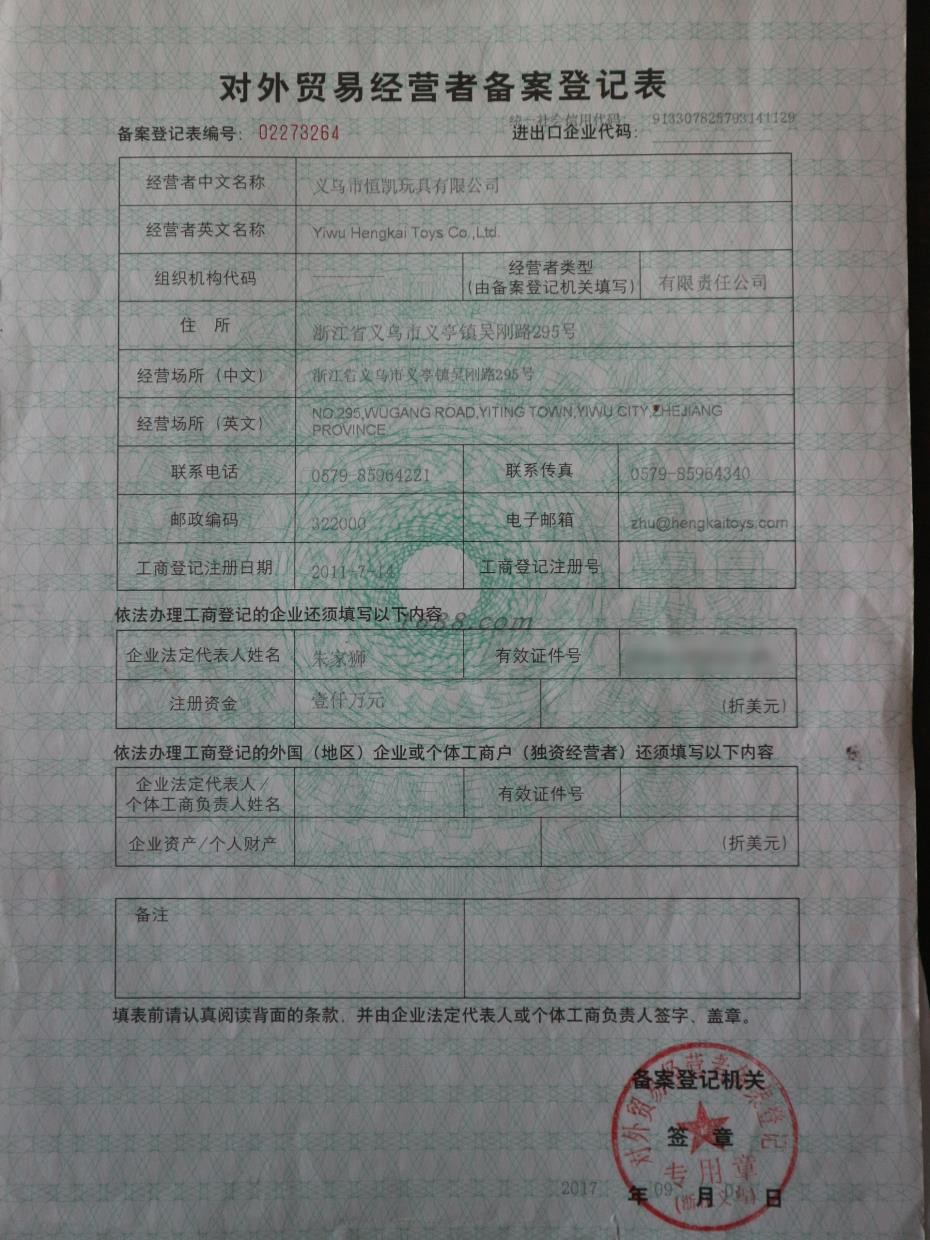 对外贸易经营者备案登记表
统一社会信用代码: 913307825793141129
备案登记表编号: 02273264 进出口企业代码:
经营者中文名称 义乌市恒凯玩具有限公司
经营者英文名称 Yiwu Hengkai Toys Co.,Ltd.
组织机构代码 经营者类型 (由备案登记机关填写) 有限责任公司
住 所 浙江省义乌市义亭镇吴刚路295号
经营场所（中文） 浙江省义乌市义亭镇吴刚路295号
经营场所（英文） NO.295,WUGANG ROAD,YITING TOWN,YIWU CITY,ZHEJIANG
PROVINCE
联系电话 0579-85964221 联系传真 0579-85964340
邮政编码 322000 电子邮箱 zhu@hengkaitoys.com
工商登记注册日期 2011-7-14 工商登记注册号
依法办理工商登记的企业还须填写以下内容
1688.com
企业法定代表人姓名 朱家狮 有效证件号
注册资金 壹仟万元 (折美元)
依法办理工商登记的外国（地区）企业或个体工商户（独资经营者）还须填写以下内容
企业法定代表人/
个体工商负责人姓名 有效证件号
企业资产/个人财产 (折美元)
备注
填表前请认真阅读背面的条款，并由企业法定代表人或个体工商负责人签字、盖章。
对外贸易经营者备案登记
备案登记机关
签 章
专用章
2017 年 09 月 日